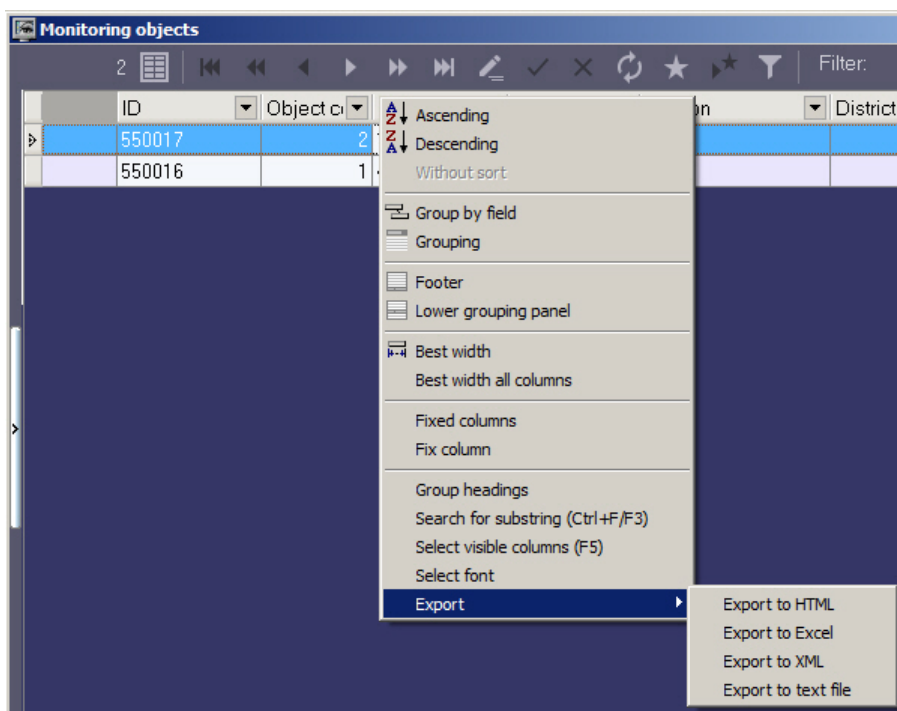 Monitoring objects
2 Filter:
ID Object District
550017 2
550016 1
Ascending
Descending
Without sort
Group by field
Grouping
Footer
Lower grouping panel
Best width
Best width all columns
Fixed columns
Fix column
Group headings
Search for substring (Ctrl+F/F3)
Select visible columns (F5)
Select font
Export
Export to HTML
Export to Excel
Export to XML
Export to text file